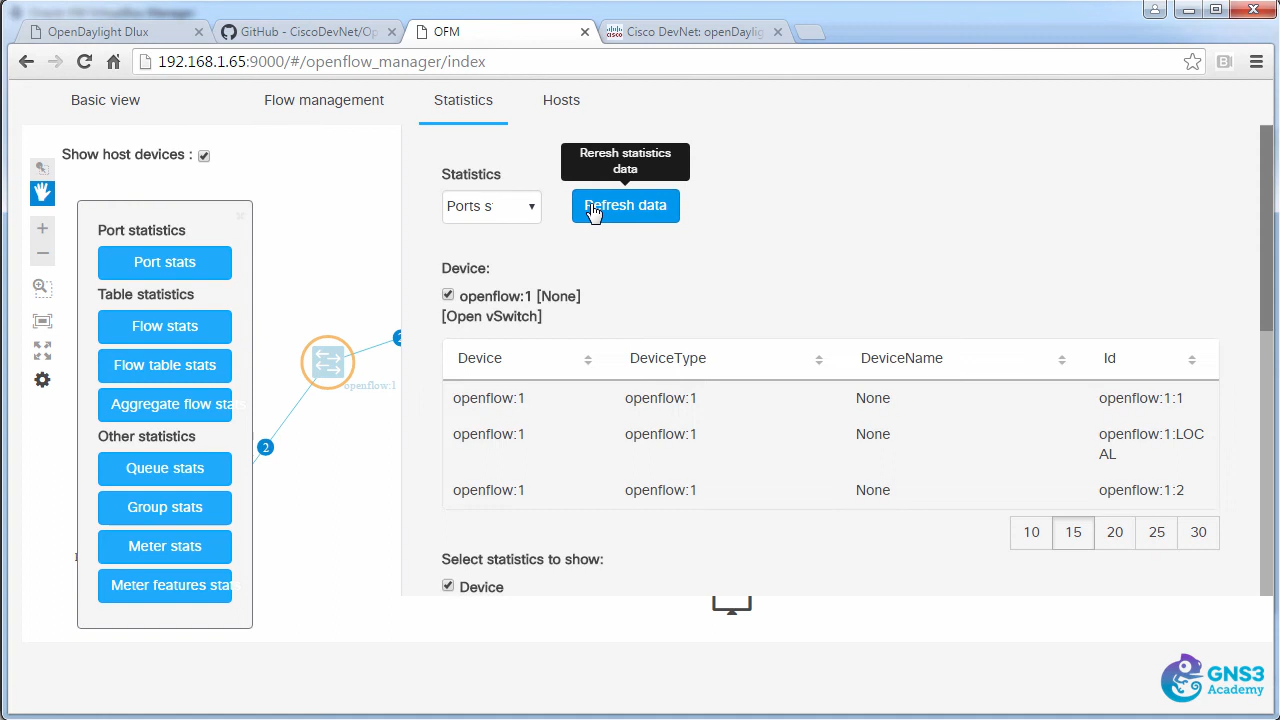 OpenDaylight Dlux
GitHub - CiscoDevNet/Op
OFM
Cisco DevNet: openDaylig
192.168.1.65:9000/#/openflow_manager/index
Basic view
Flow management
Statistics
Hosts
Show host devices :
Reresh statistics
data
Statistics
Ports s
Refresh data
Port statistics
Port stats
Table statistics
Flow stats
Flow table stats
Aggregate flow stats
Other statistics
Queue stats
Group stats
Meter stats
Meter features stats
openflow:1
2
2
Device:
openflow:1 [None]
[Open vSwitch]
Device DeviceType DeviceName Id
openflow:1 openflow:1 None openflow:1:1
openflow:1 openflow:1 None openflow:1:LOC
AL
openflow:1 openflow:1 None openflow:1:2
10 15 20 25 30
Select statistics to show:
Device
GNS3
Academy